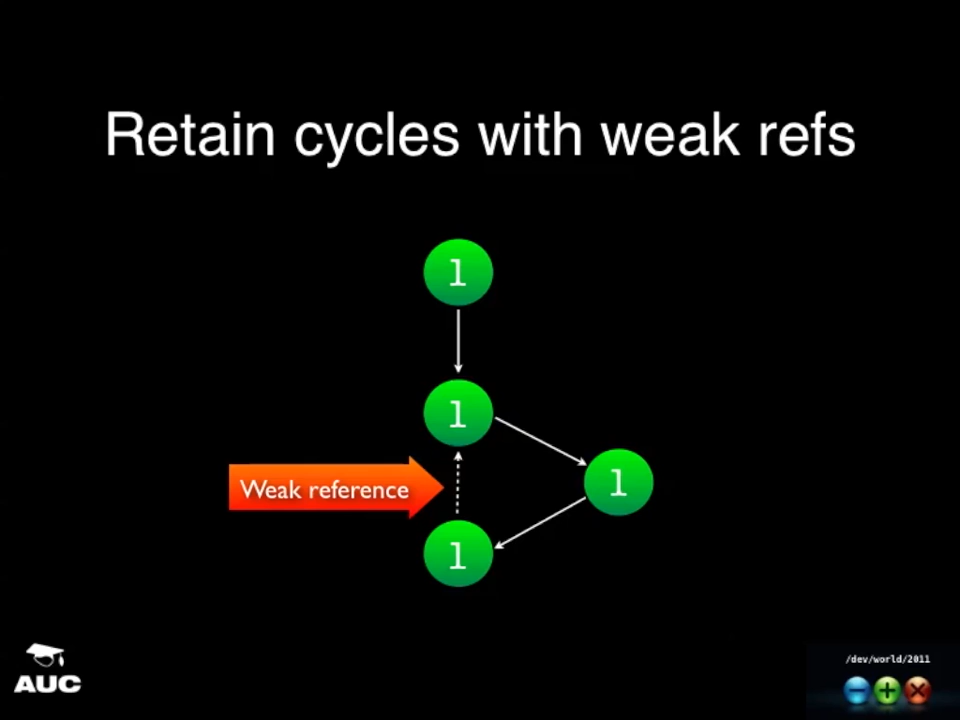 Retain cycles with weak refs
1
1
1
Weak reference
1
AUC
/dev/world/2011